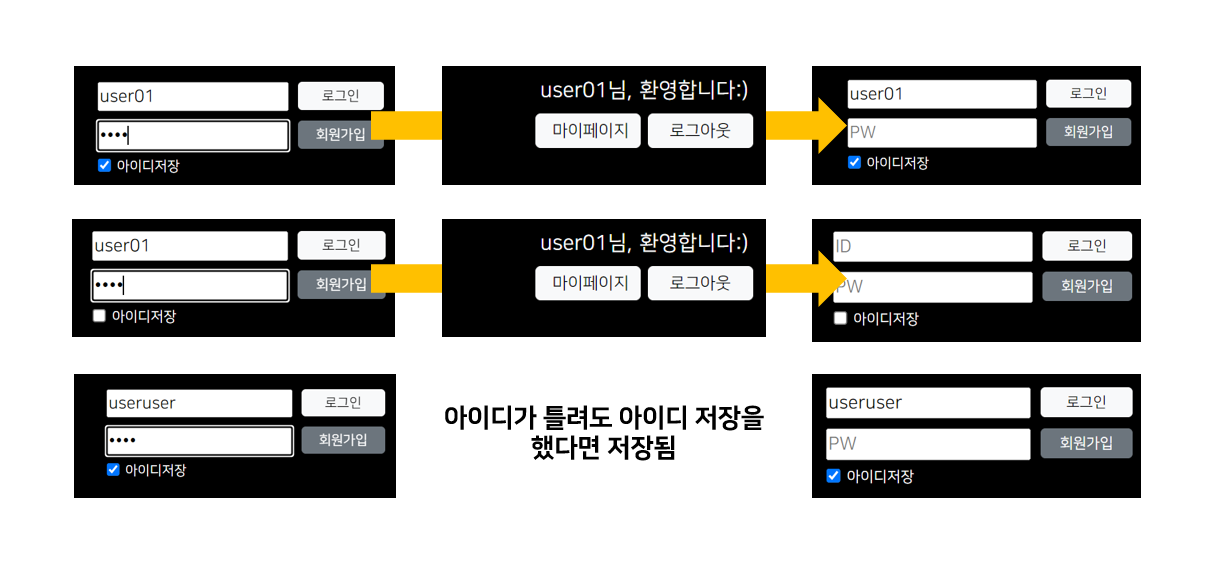 user01
로그인
••••
회원가입
아이디저장
user01님, 환영합니다:)
마이페이지
로그아웃
user01
로그인
PW
회원가입
아이디저장
user01
로그인
••••
회원가입
아이디저장
user01님, 환영합니다:)
마이페이지
로그아웃
ID
로그인
PW
회원가입
아이디저장
useruser
로그인
••••
회원가입
아이디저장
아이디가 틀려도 아이디 저장을
했다면 저장됨
useruser
로그인
PW
회원가입
아이디저장